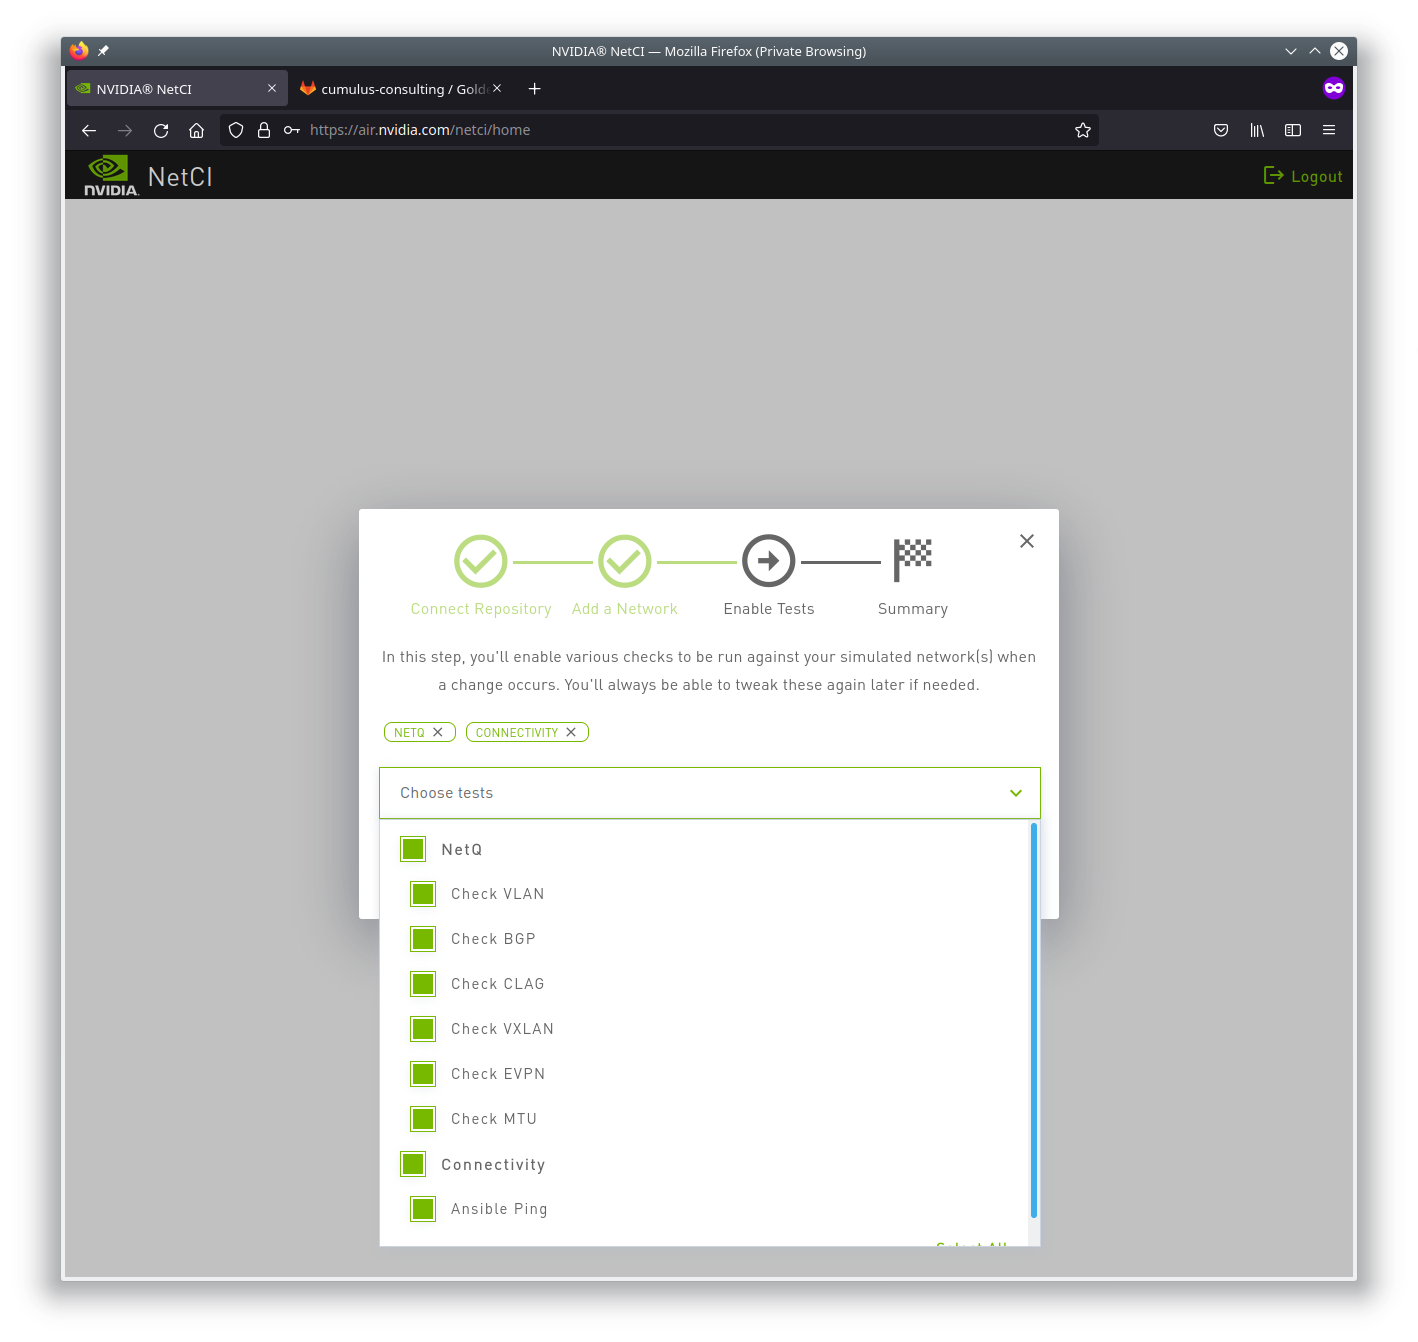 NVIDIA® NetCI — Mozilla Firefox (Private Browsing)
NVIDIA® NetCI
cumulus-consulting / Golde
https://air.nvidia.com/netci/home
NVIDIA.
NetCI
Logout
Connect Repository
Add a Network
Enable Tests
Summary
In this step, you'll enable various checks to be run against your simulated network(s) when
a change occurs. You'll always be able to tweak these again later if needed.
NETQ
CONNECTIVITY
Choose tests
NetQ
Check VLAN
Check BGP
Check CLAG
Check VXLAN
Check EVPN
Check MTU
Connectivity
Ansible Ping
Select All